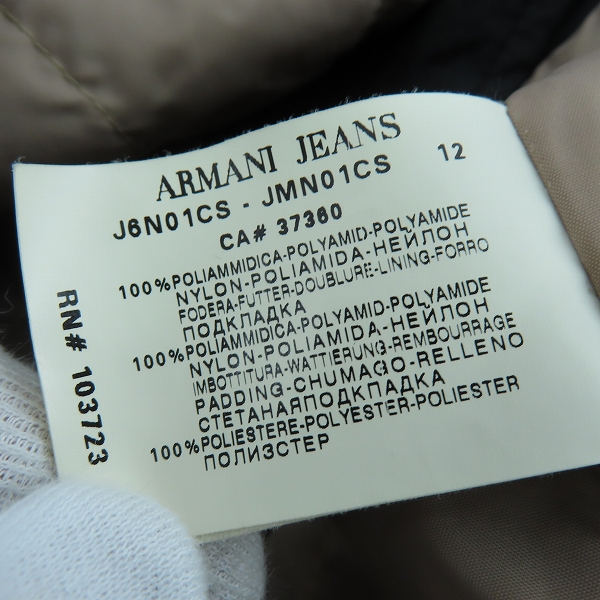 ARMANI JEANS
J6N01CS - JMN01CS 12
CA# 37360
100%POLIAMMIDICA-POLYAMID-POLYAMIDE
NYLON-POLIAMIDA-НЕЙЛОН
FODERA-FUTTER-DOUBLURE-LINING-FORRO
ПОДКЛАДКА
100%POLIAMMIDICA-POLYAMID-POLYAMIDE
NYLON-POLIAMIDA-НЕЙЛОН
IMBOTTITURA-WATTIERUNG-REMBOURRAGE
PADDING-CHUMAGO-RELLENO
СТЕТАНАЯПОДКЛАДКА
100%POLIESTERE-POLYESTER-POLIESTER
ПОЛИЭСТЕР
RN# 103723